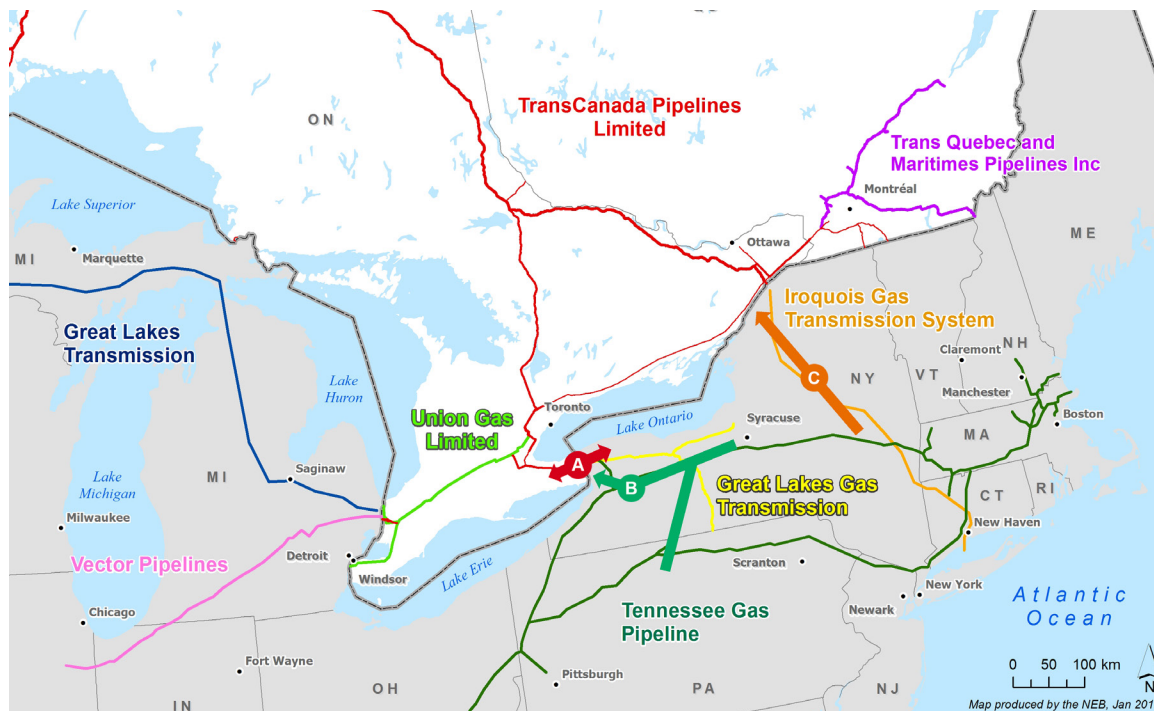 TransCanada Pipelines
Limited
ON
Trans Quebec and
Maritimes Pipelines Inc
Montréal
Lake Superior
Ottawa
ME
MI
Marquette
Iroquois Gas
Transmission System
Great Lakes
Transmission
NH
Claremont
Lake
Huron
C
NY
VT
Manchester
Toronto
Union Gas
Limited
Lake Ontario
Syracuse
Boston
MA
A
MI
Saginaw
B
Great Lakes Gas
Transmission
CT
RI
Lake
Michigan
Milwaukee
New Haven
Detroit
Vector Pipelines
Windsor
Lake Erie
Scranton
New York
Newark
Atlantic
Ocean
Chicago
Tennessee Gas
Pipeline
Fort Wayne
Pittsburgh
0 50 100 km
N
OH
PA
NJ
IN
Map produced by the NEB, Jan 201